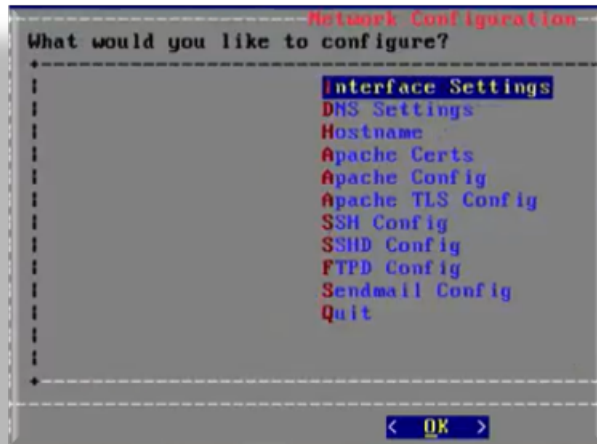 Network Configuration
What would you like to configure?
Interface Settings
DNS Settings
Hostname
Apache Certs
Apache Config
Apache TLS Config
SSH Config
SSHD Config
FTPD Config
Sendmail Config
Quit
< OK >